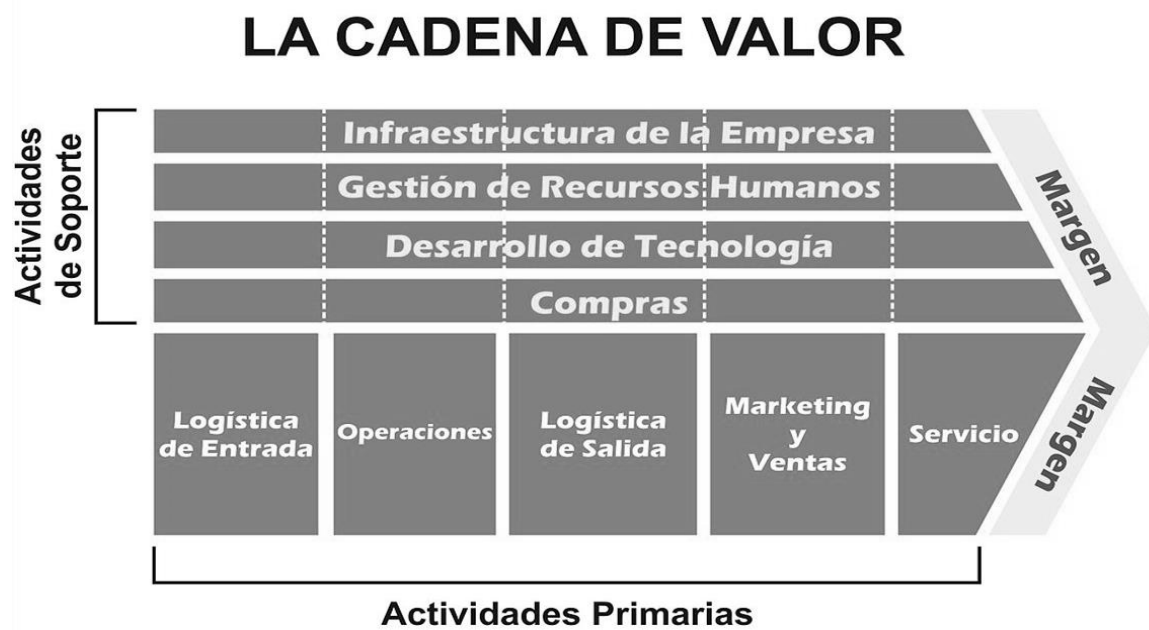 LA CADENA DE VALOR
Actividades
de Soporte
Infraestructura de la Empresa
Gestión de Recursos Humanos
Desarrollo de Tecnología
Compras
Margen
Logística
de Entrada
Operaciones
Logística
de Salida
Marketing
y
Ventas
Servicio
Margen
Actividades Primarias